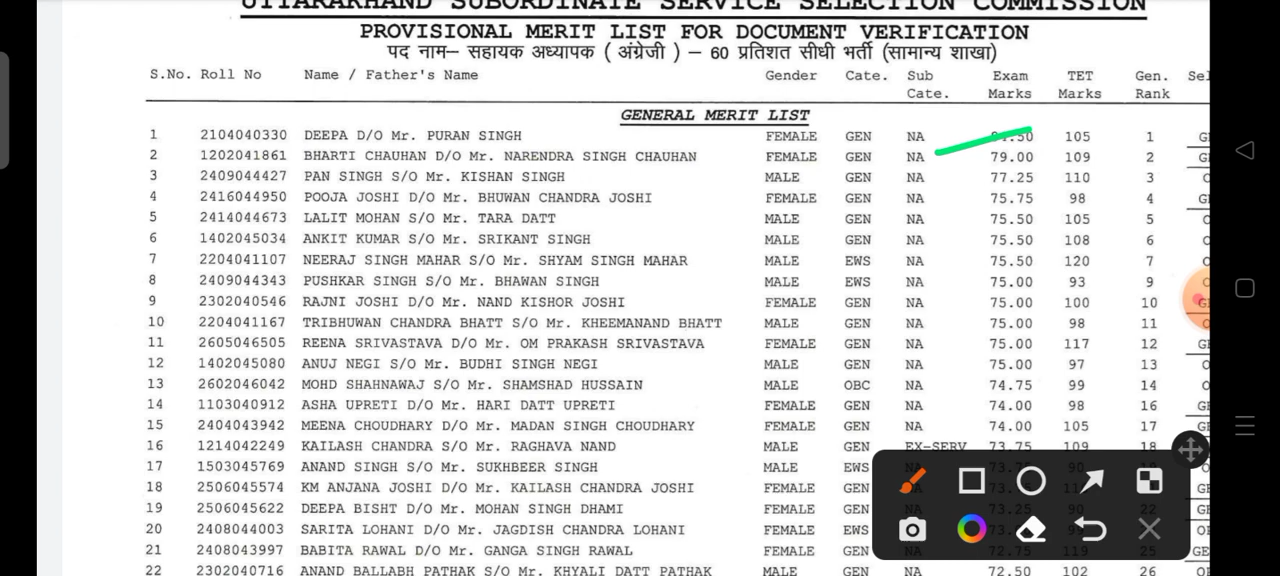 UTTARAKHAND SUBORDINATE SERVICE SELECTION COMMISSION
PROVISIONAL MERIT LIST FOR DOCUMENT VERIFICATION
पद नाम– सहायक अध्यापक ( अंग्रेजी ) – 60 प्रतिशत सीधी भर्ती (सामान्य शाखा)
S.No. Roll No Name / Father's Name Gender Cate. Sub Cate. Exam Marks TET Marks Gen. Rank
GENERAL MERIT LIST
1 2104040330 DEEPA D/O Mr. PURAN SINGH FEMALE GEN NA .50 105 1
2 1202041861 BHARTI CHAUHAN D/O Mr. NARENDRA SINGH CHAUHAN FEMALE GEN NA 79.00 109 2
3 2409044427 PAN SINGH S/O Mr. KISHAN SINGH MALE GEN NA 77.25 110 3
4 2416044950 POOJA JOSHI D/O Mr. BHUWAN CHANDRA JOSHI FEMALE GEN NA 75.75 98 4
5 2414044673 LALIT MOHAN S/O Mr. TARA DATT MALE GEN NA 75.50 105 5
6 1402045034 ANKIT KUMAR S/O Mr. SRIKANT SINGH MALE GEN NA 75.50 108 6
7 2204041107 NEERAJ SINGH MAHAR S/O Mr. SHYAM SINGH MAHAR MALE EWS NA 75.50 120 7
8 2409044343 PUSHKAR SINGH S/O Mr. BHAWAN SINGH MALE EWS NA 75.00 93 9
9 2302040546 RAJNI JOSHI D/O Mr. NAND KISHOR JOSHI FEMALE GEN NA 75.00 100 10
10 2204041167 TRIBHUWAN CHANDRA BHATT S/O Mr. KHEEMANAND BHATT MALE GEN NA 75.00 98 11
11 2605046505 REENA SRIVASTAVA D/O Mr. OM PRAKASH SRIVASTAVA FEMALE GEN NA 75.00 117 12
12 1402045080 ANUJ NEGI S/O Mr. BUDHI SINGH NEGI MALE GEN NA 75.00 97 13
13 2602046042 MOHD SHAHNAWAJ S/O Mr. SHAMSHAD HUSSAIN MALE OBC NA 74.75 99 14
14 1103040912 ASHA UPRETI D/O Mr. HARI DATT UPRETI FEMALE GEN NA 74.00 98 16
15 2404043942 MEENA CHOUDHARY D/O Mr. MADAN SINGH CHOUDHARY FEMALE GEN NA 74.00 105 17
16 1214042249 KAILASH CHANDRA S/O Mr. RAGHAVA NAND MALE GEN EX-SERV 73.75 109 18
17 1503045769 ANAND SINGH S/O Mr. SUKHBEER SINGH MALE EWS
18 2506045574 KM ANJANA JOSHI D/O Mr. KAILASH CHANDRA JOSHI FEMALE GEN
19 2506045622 DEEPA BISHT D/O Mr. MOHAN SINGH DHAMI FEMALE GEN
20 2408044003 SARITA LOHANI D/O Mr. JAGDISH CHANDRA LOHANI FEMALE EWS
21 2408043997 BABITA RAWAL D/O Mr. GANGA SINGH RAWAL FEMALE GEN NA 72.75 119 25
22 2302040716 ANAND BALLABH PATHAK S/O Mr. KHYALI DATT PATHAK MALE GEN NA 72.50 102 26